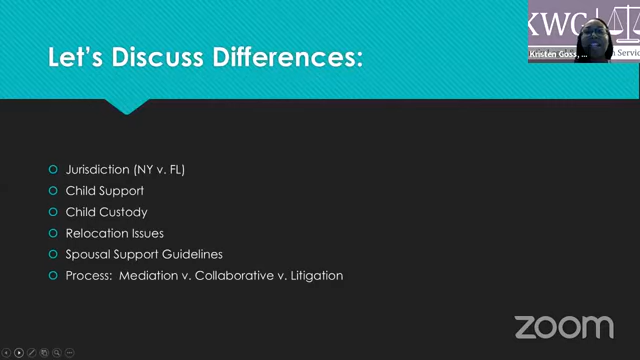 Let's Discuss Differences:
KWG
Kristen Goss, ...
Servic
Jurisdiction (NY v. FL)
Child Support
Child Custody
Relocation Issues
Spousal Support Guidelines
Process: Mediation v. Collaborative v. Litigation
zoom